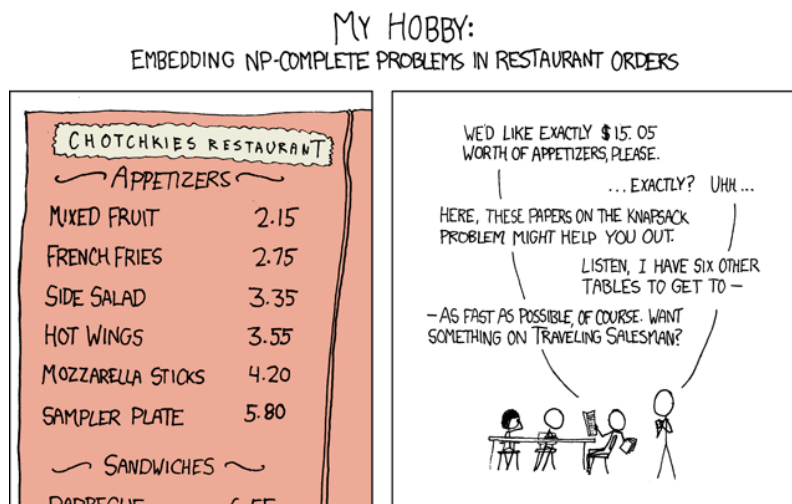 MY HOBBY:
EMBEDDING NP-COMPLETE PROBLEMS IN RESTAURANT ORDERS
CHOTCHKIES RESTAURANT
APPETIZERS
MIXED FRUIT 2.15
FRENCH FRIES 2.75
SIDE SALAD 3.35
HOT WINGS 3.55
MOZZARELLA STICKS 4.20
SAMPLER PLATE 5.80
SANDWICHES
BARBECUE 6.55
WE'D LIKE EXACTLY $15.05
WORTH OF APPETIZERS, PLEASE.
...EXACTLY? UHH...
HERE, THESE PAPERS ON THE KNAPSACK
PROBLEM MIGHT HELP YOU OUT.
LISTEN, I HAVE SIX OTHER
TABLES TO GET TO —
— AS FAST AS POSSIBLE, OF COURSE. WANT
SOMETHING ON TRAVELING SALESMAN?